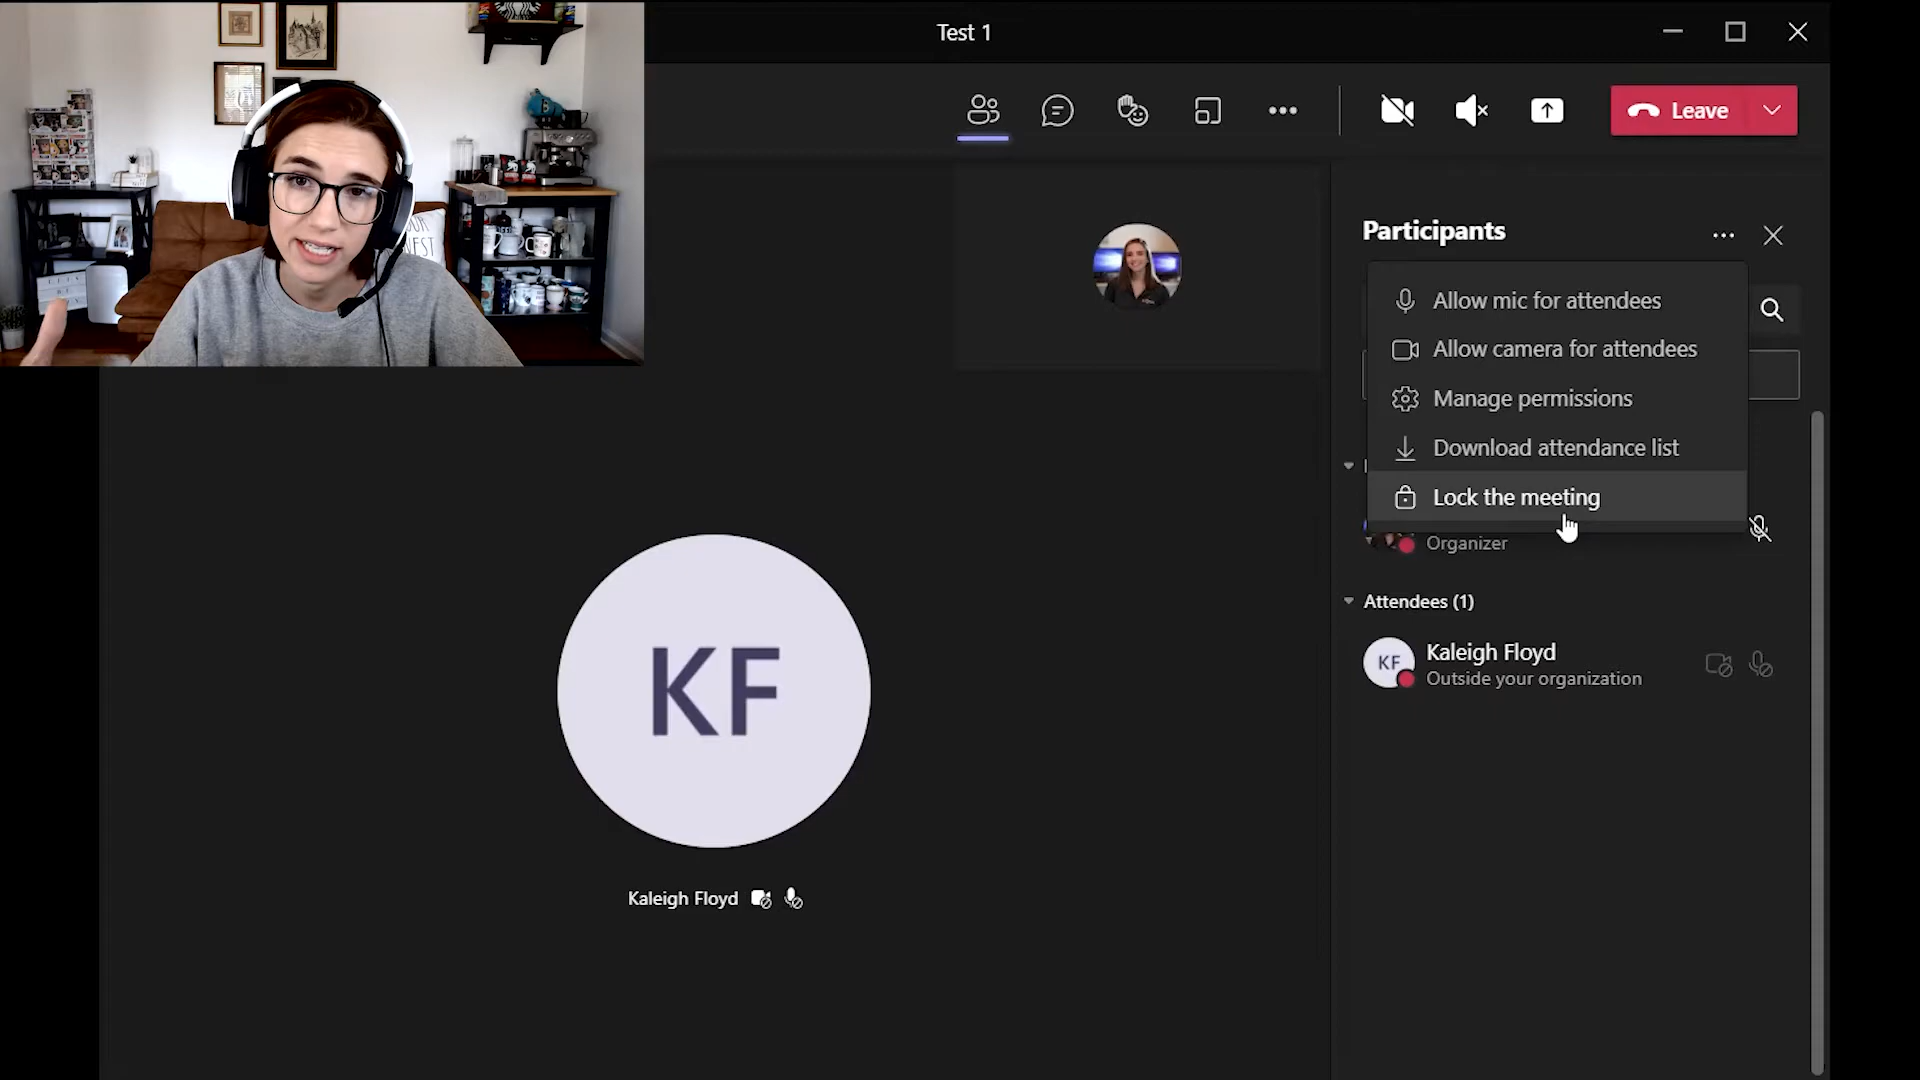 Test 1
Leave
Participants
Allow mic for attendees
Allow camera for attendees
Manage permissions
Download attendance list
Lock the meeting
Organizer
Attendees (1)
KF
Kaleigh Floyd
Outside your organization
KF
Kaleigh Floyd